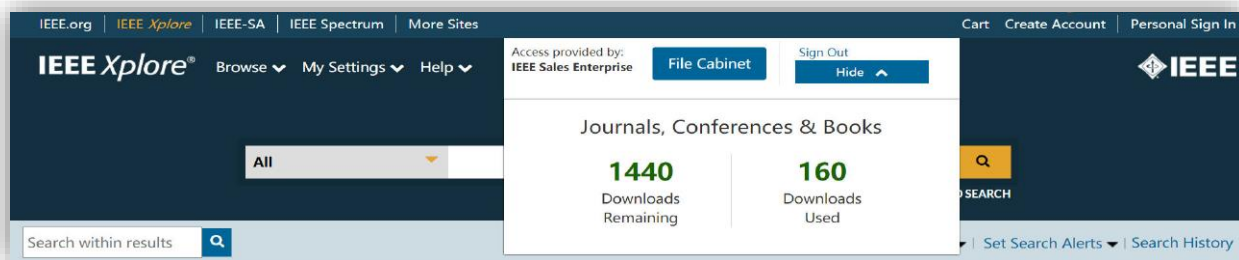 IEEE.org | IEEE Xplore | IEEE-SA | IEEE Spectrum | More Sites
Cart Create Account | Personal Sign In
IEEE Xplore®
Browse My Settings Help
Access provided by:
IEEE Sales Enterprise
File Cabinet
Sign Out
Hide
IEEE
Journals, Conferences & Books
1440
Downloads
Remaining
160
Downloads
Used
All
SEARCH
Search within results
| Set Search Alerts | Search History